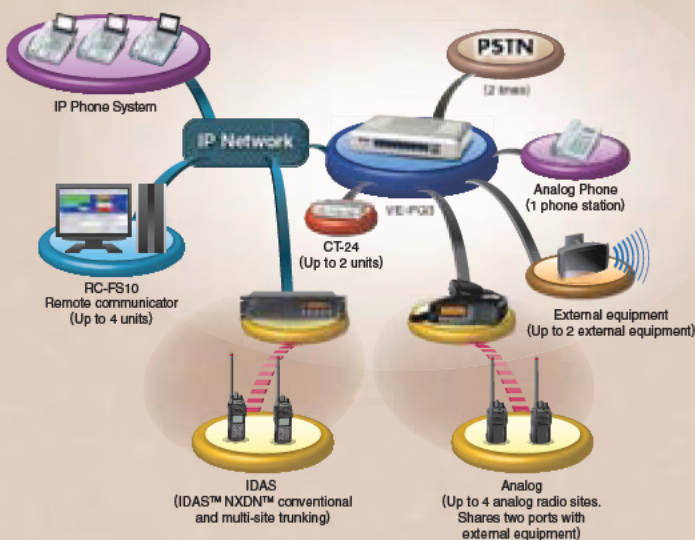 PSTN
(2 lines)
IP Phone System
IP Network
Analog Phone
(1 phone station)
VE-PG3
CT-24
(Up to 2 units)
RC-FS10
Remote communicator
(Up to 4 units)
External equipment
(Up to 2 external equipment)
IDAS
(IDAS™ NXDN™ conventional
and multi-site trunking)
Analog
(Up to 4 analog radio sites.
Shares two ports with
external equipment)